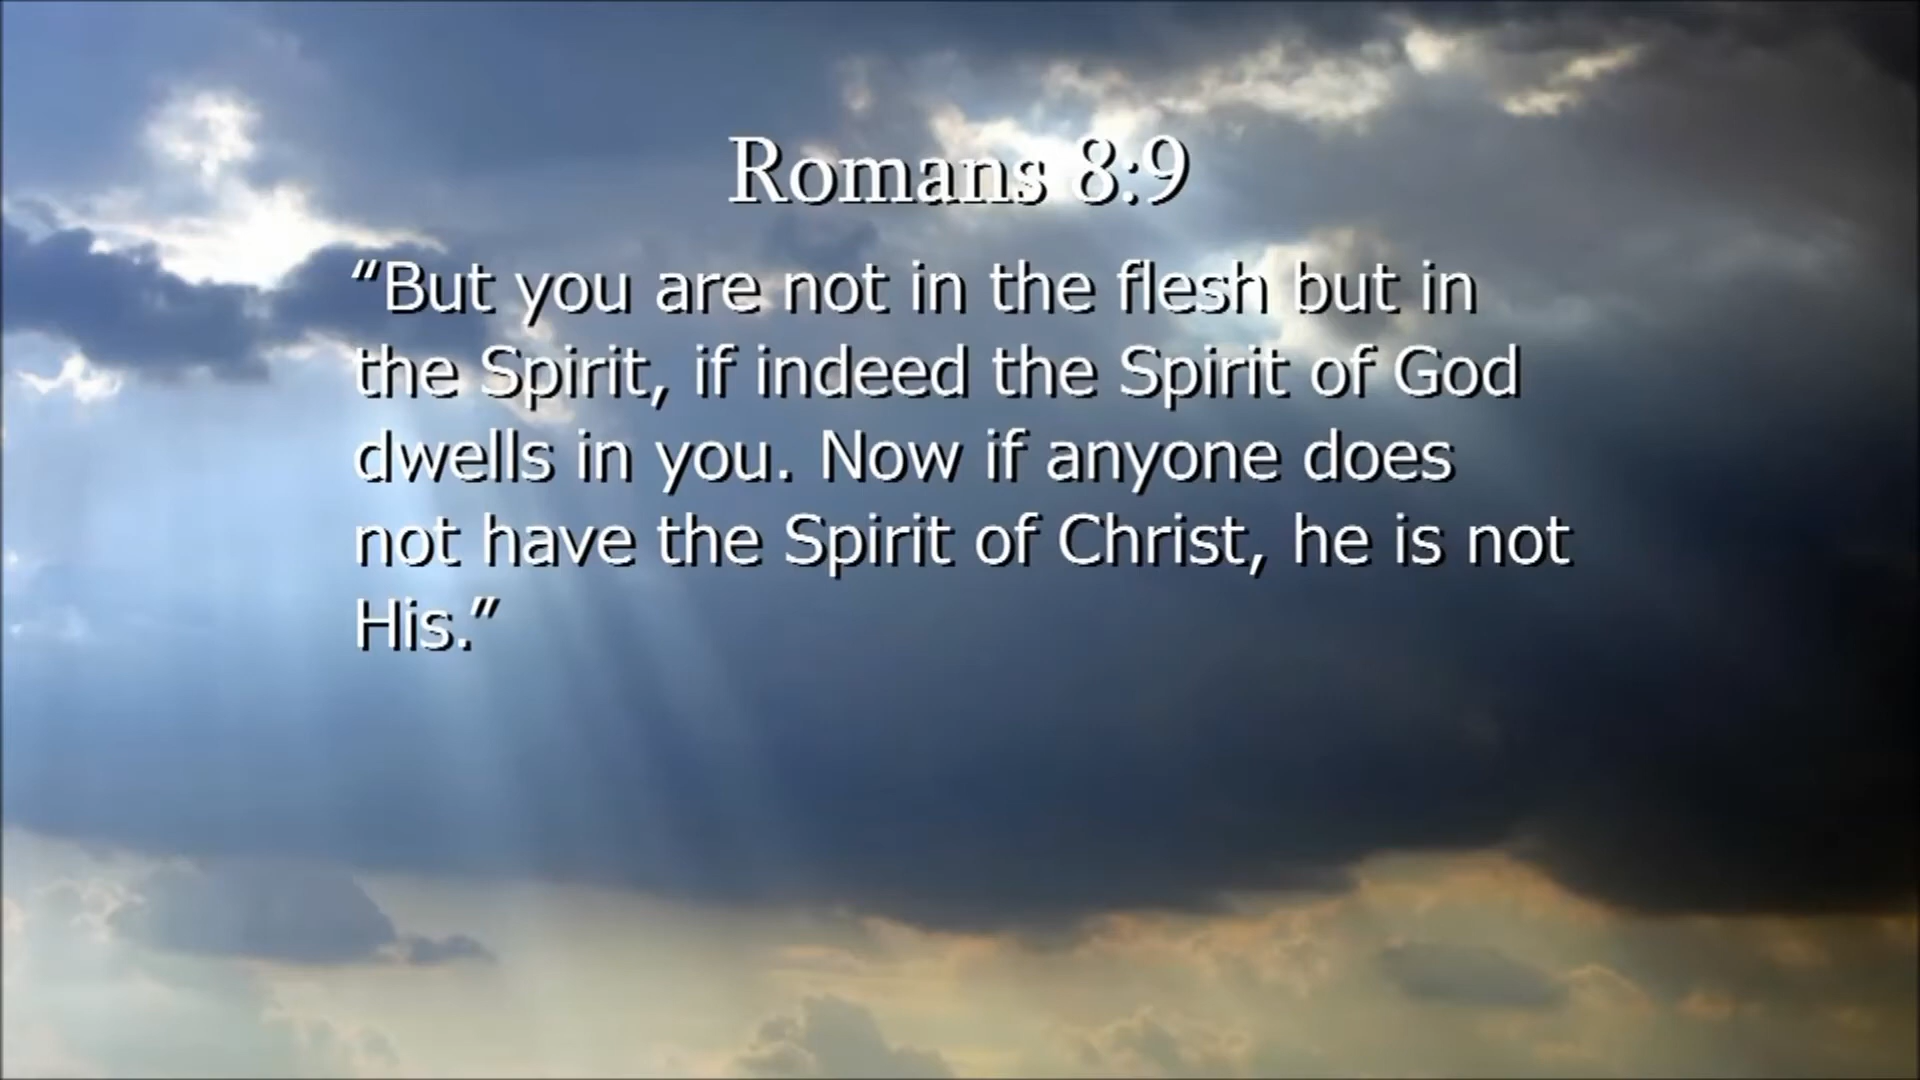 Romans 8:9
“But you are not in the flesh but in
the Spirit, if indeed the Spirit of God
dwells in you. Now if anyone does
not have the Spirit of Christ, he is not
His.”